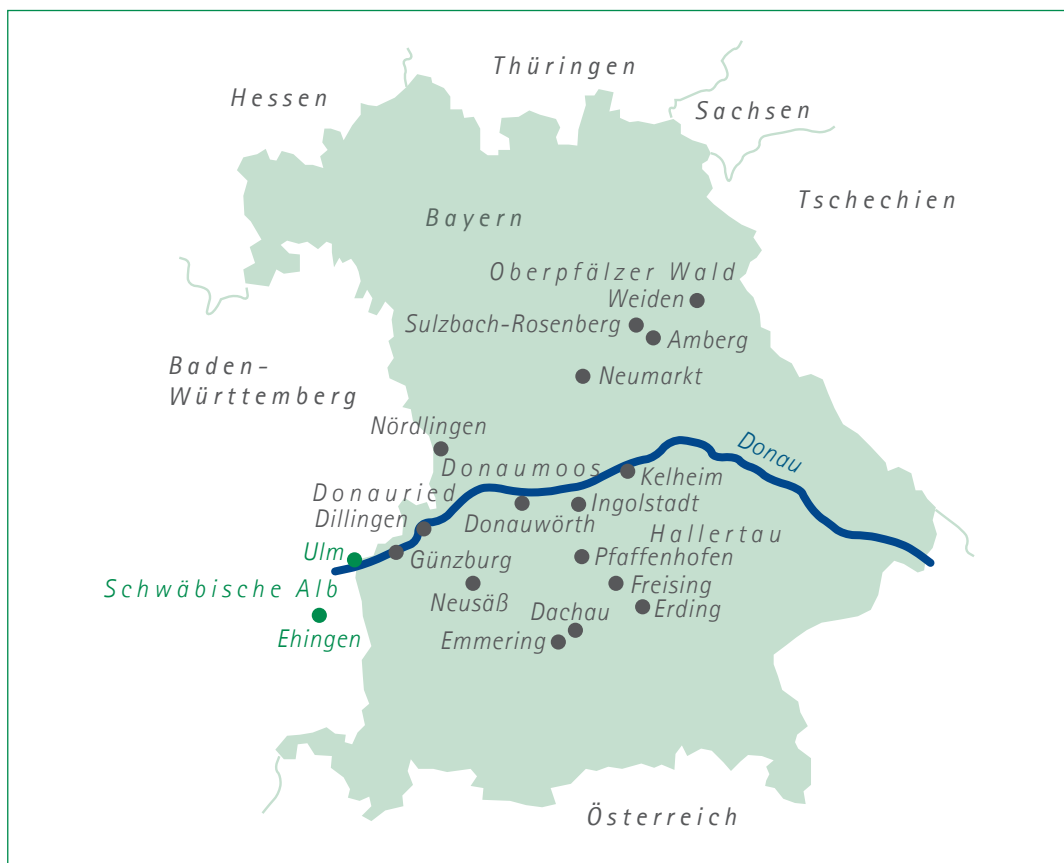 Thüringen
Hessen
Sachsen
Tschechien
Bayern
Oberpfälzer Wald
Weiden
Sulzbach-Rosenberg
Amberg
Baden-
Württemberg
Neumarkt
Nördlingen
Donau
Donaumoos
Kelheim
Donauried
Ingolstadt
Dillingen
Donauwörth
Hallertau
Ulm
Günzburg
Pfaffenhofen
Schwäbische Alb
Neusäß
Freising
Erding
Dachau
Ehingen
Emmering
Österreich